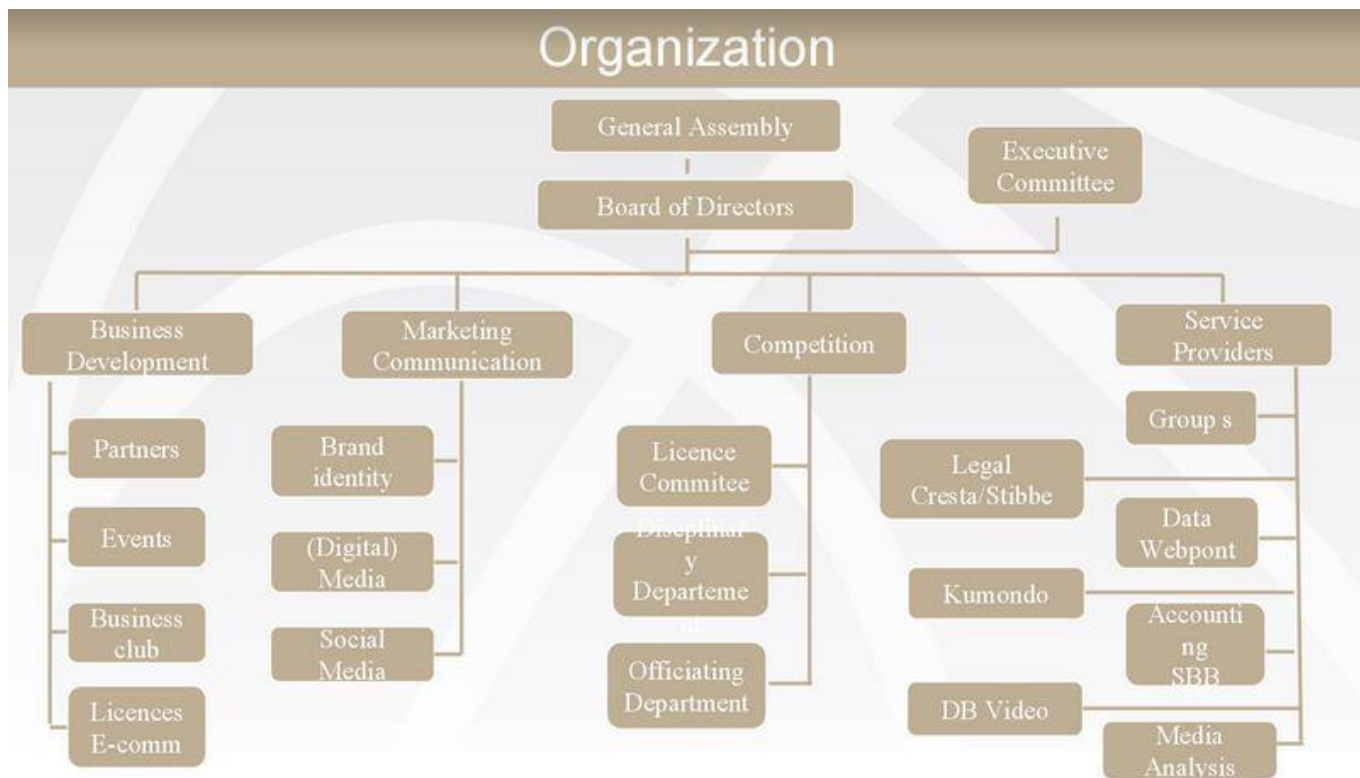 Organization
General Assembly
Executive
Committee
Board of Directors
Business
Development
Marketing
Communication
Competition
Service
Providers
Partners
Events
Business
club
Licences
E-comm
Brand
identity
(Digital)
Media
Social
Media
Licence
Commitee
Disciplinar
y
Departeme
nt
Officiating
Department
Group s
Legal
Cresta/Stibbe
Data
Webpont
Kumondo
Accounti
ng
SBB
DB Video
Media
Analysis